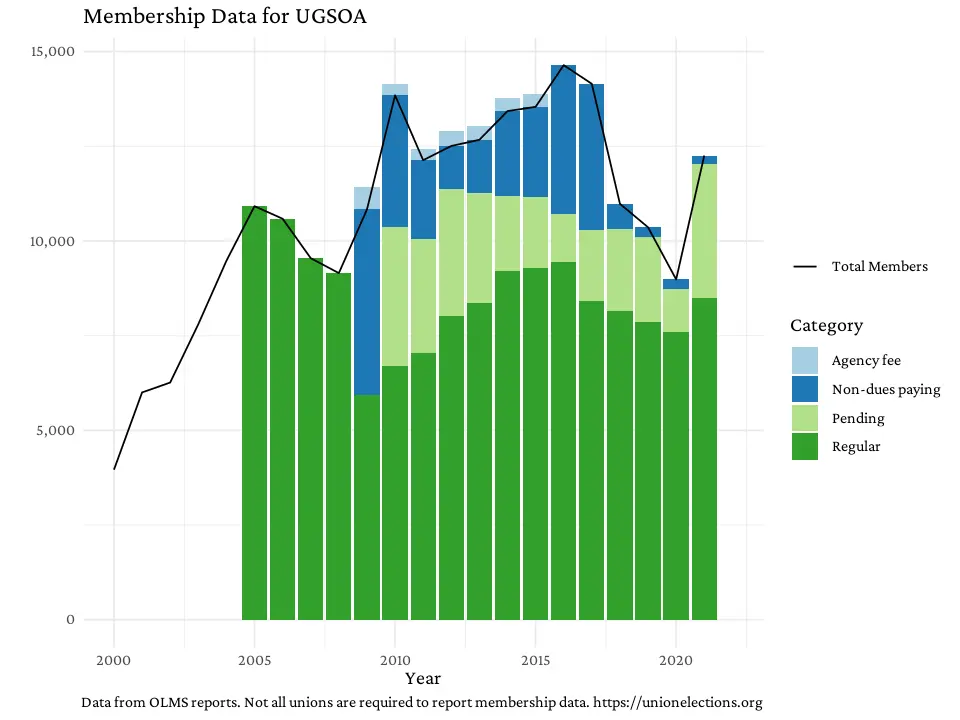 Membership Data for UGSOA
15,000
10,000
5,000
0
2000 2005 2010 2015 2020
Year
Total Members
Category
Agency fee
Non-dues paying
Pending
Regular
Data from OLMS reports. Not all unions are required to report membership data. https://unionelections.org